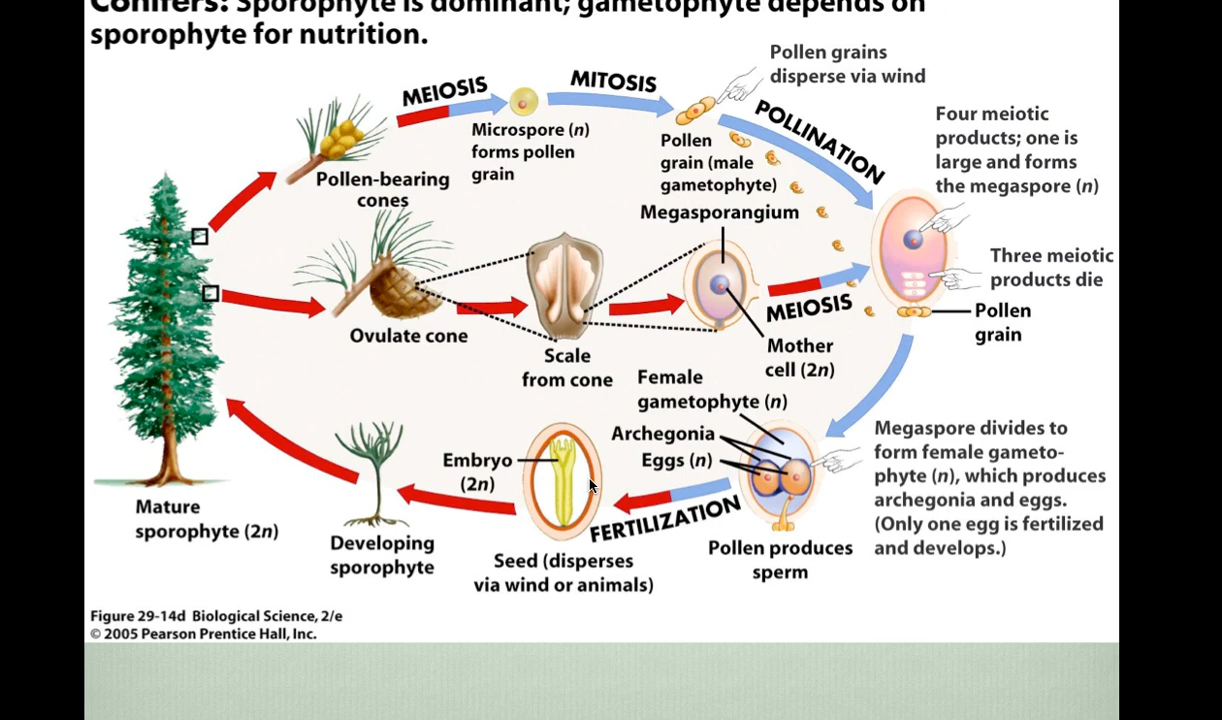 Conifers: Sporophyte is dominant; gametophyte depends on
sporophyte for nutrition.
Pollen grains
disperse via wind
MEIOSIS
MITOSIS
POLLINATION
Microspore (n)
forms pollen
grain
Pollen
grain (male
gametophyte)
Four meiotic
products; one is
large and forms
the megaspore (n)
Pollen-bearing
cones
Megasporangium
Three meiotic
products die
MEIOSIS
Pollen
grain
Ovulate cone
Scale
from cone
Mother
cell (2n)
Female
gametophyte (n)
Archegonia
Eggs (n)
Megaspore divides to
form female gameto-
phyte (n), which produces
archegonia and eggs.
(Only one egg is fertilized
and develops.)
Embryo
(2n)
FERTILIZATION
Mature
sporophyte (2n)
Developing
sporophyte
Seed (disperses
via wind or animals)
Pollen produces
sperm
Figure 29-14d Biological Science, 2/e
© 2005 Pearson Prentice Hall, Inc.